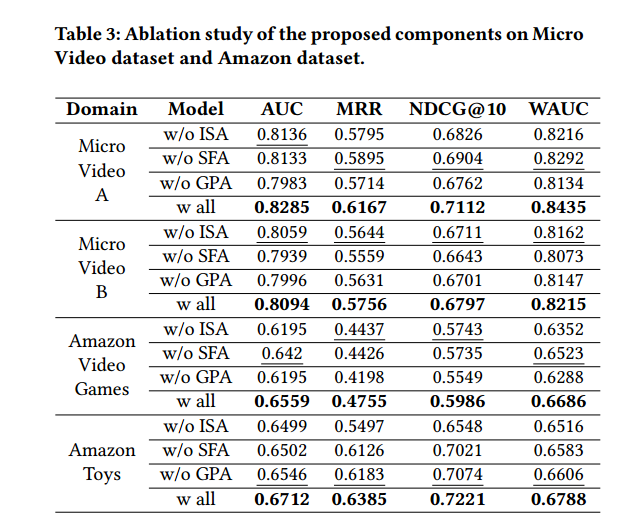 Table 3: Ablation study of the proposed components on Micro
Video dataset and Amazon dataset.
Domain Model AUC MRR NDCG@10 WAUC
Micro Video A
w/o ISA 0.8136 0.5795 0.6826 0.8216
w/o SFA 0.8133 0.5895 0.6904 0.8292
w/o GPA 0.7983 0.5714 0.6762 0.8134
w all 0.8285 0.6167 0.7112 0.8435
Micro Video B
w/o ISA 0.8059 0.5644 0.6711 0.8162
w/o SFA 0.7939 0.5559 0.6643 0.8073
w/o GPA 0.7996 0.5631 0.6701 0.8147
w all 0.8094 0.5756 0.6797 0.8215
Amazon Video Games
w/o ISA 0.6195 0.4437 0.5743 0.6352
w/o SFA 0.642 0.4426 0.5735 0.6523
w/o GPA 0.6195 0.4198 0.5549 0.6288
w all 0.6559 0.4755 0.5986 0.6686
Amazon Toys
w/o ISA 0.6499 0.5497 0.6548 0.6516
w/o SFA 0.6502 0.6126 0.7021 0.6583
w/o GPA 0.6546 0.6183 0.7074 0.6606
w all 0.6712 0.6385 0.7221 0.6788